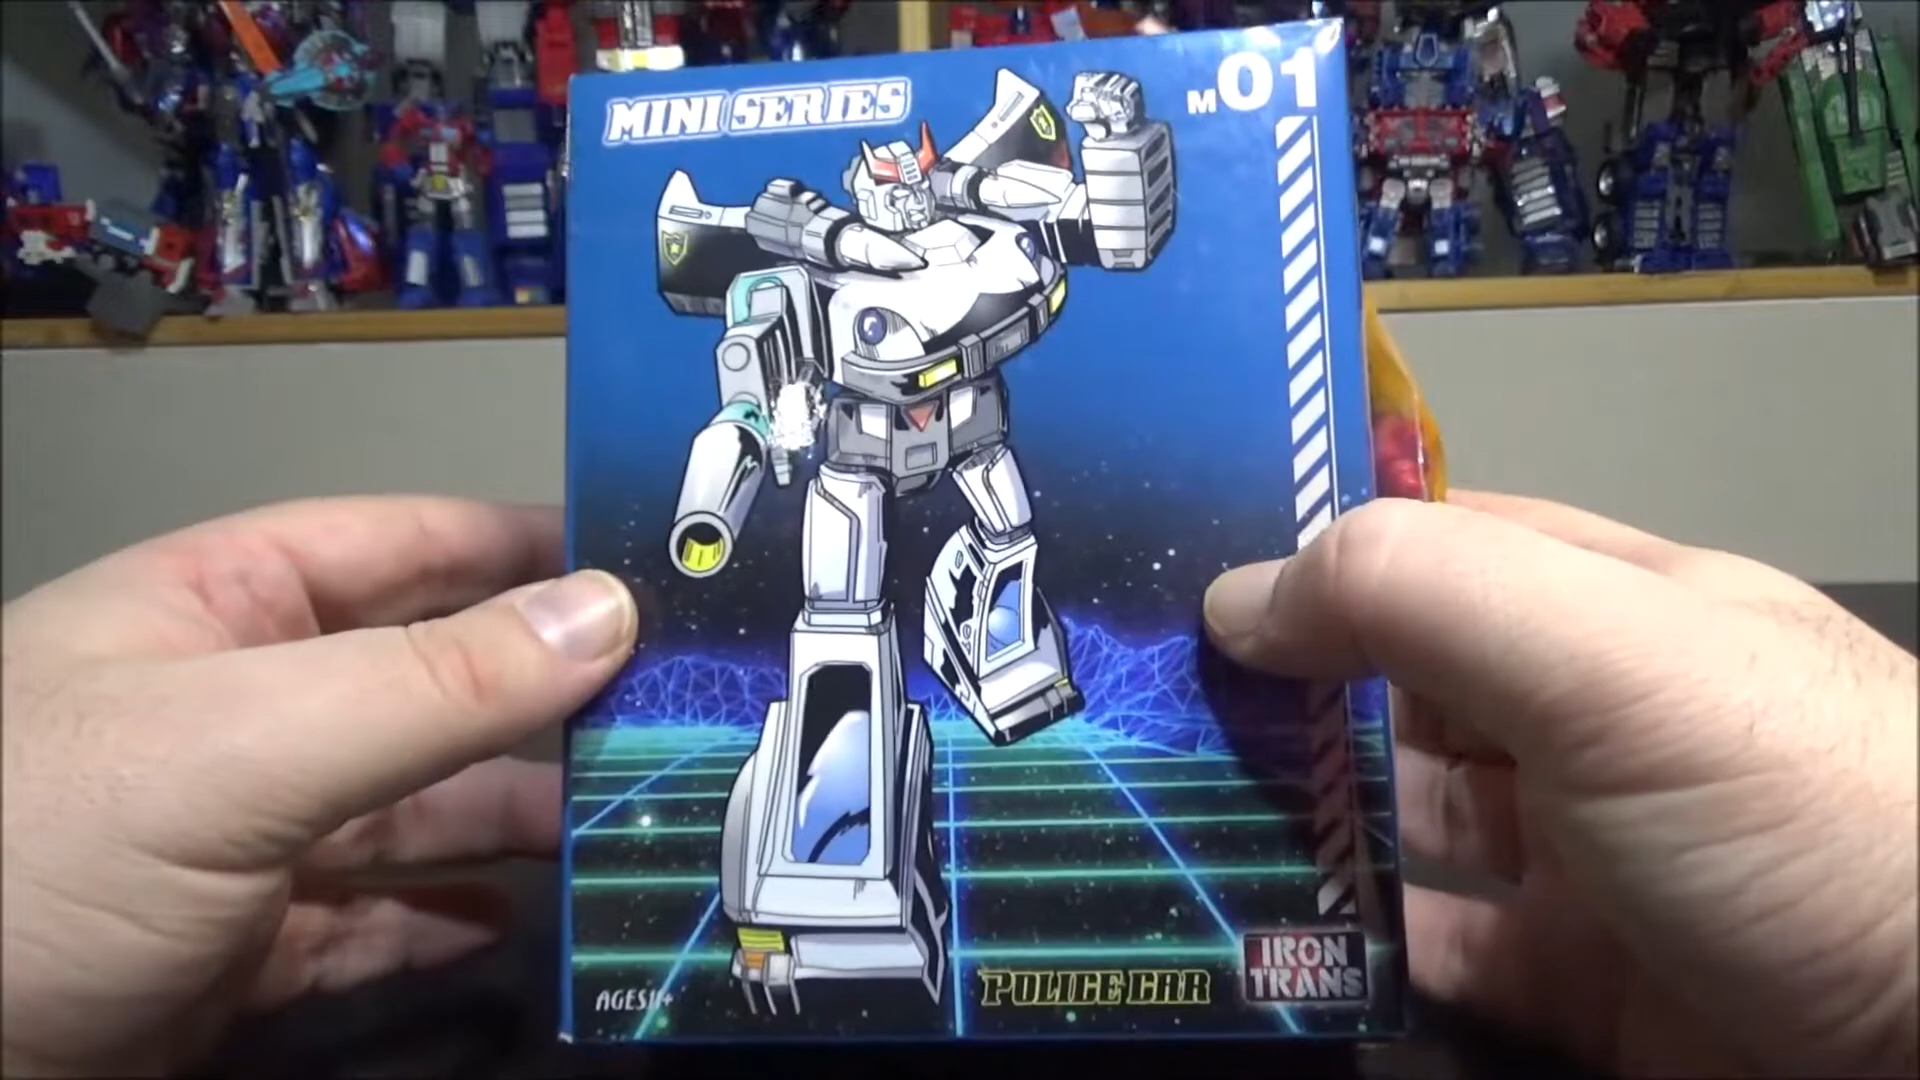 MINI SERIES
M01
AGES14+
POLICE CAR
IRON
TRANS